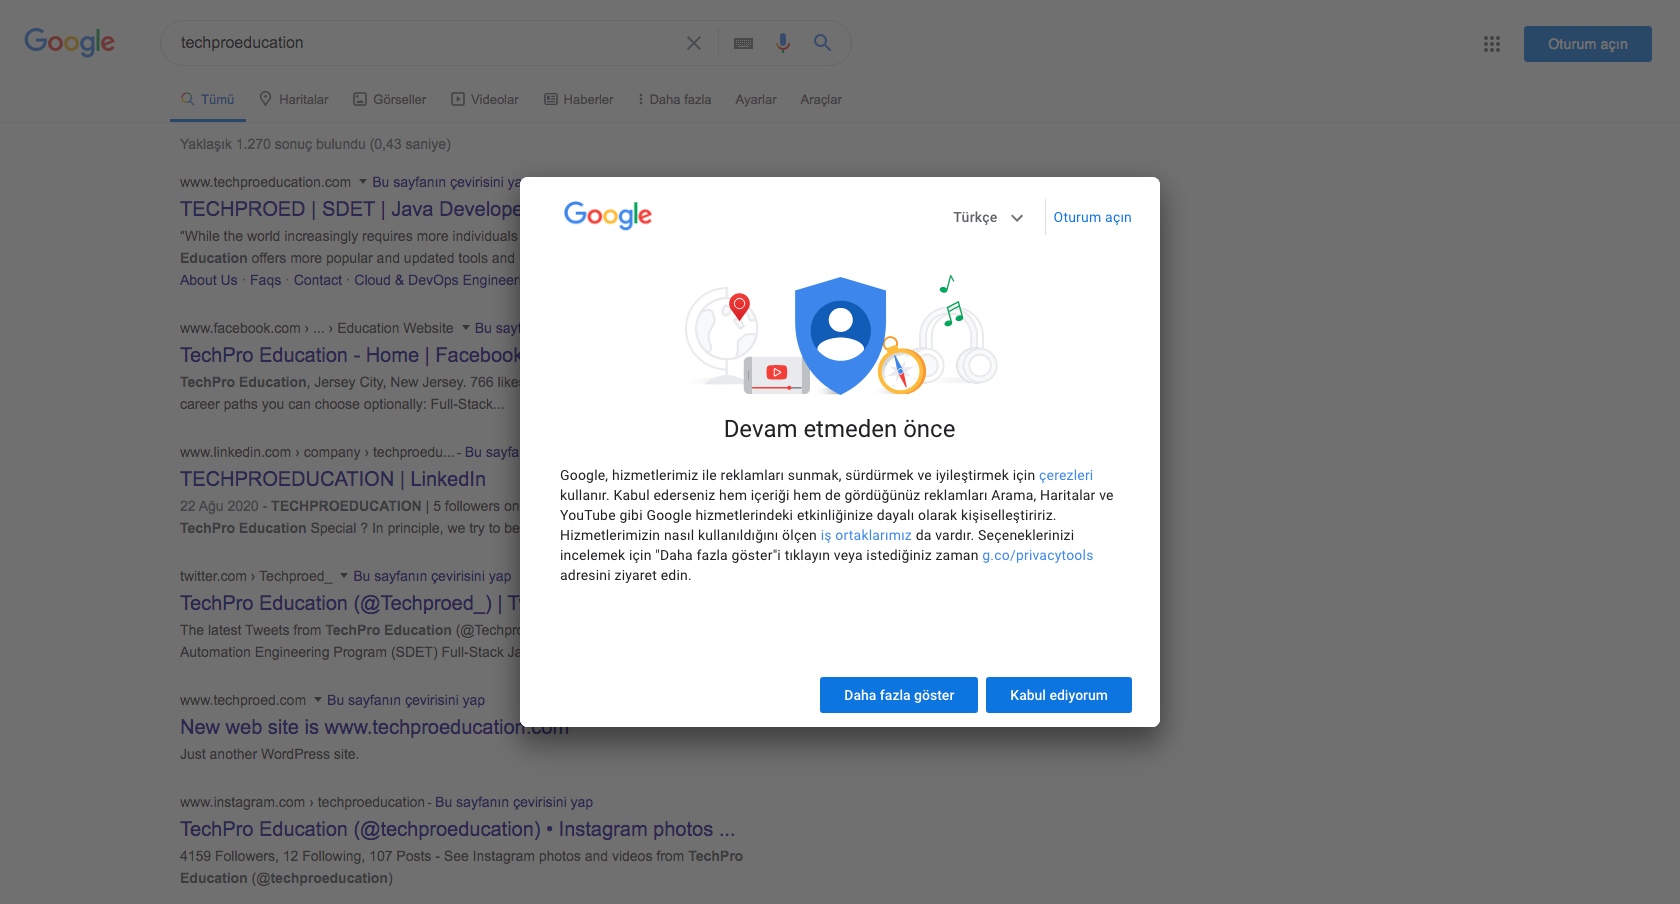 Google
techproeducation
Oturum açın
Tümü Haritalar Görseller Videolar Haberler Daha fazla Ayarlar Araçlar
Yaklaşık 1.270 sonuç bulundu (0,43 saniye)
www.techproeducation.com Bu sayfanın çevirisini
TECHPROED | SDET | Java
"While the world increasingly requires more individuals
Education offers more popular and updated tools and
About Us · Faqs · Contact · Cloud & DevOps
www.facebook.com › ... › Education Website Bu
TechPro Education - Home | Facebook
TechPro Education, Jersey City, New Jersey. 766
career paths you can choose optionally: Full-Stack...
www.linkedin.com › company › techproedu... - Bu
TECHPROEDUCATION | LinkedIn
22 Ağu 2020 - TECHPROEDUCATION | 5 followers on
TechPro Education Special ? In principle, we try to be
twitter.com › Techproed_ Bu sayfanın çevirisini yap
TechPro Education (@Techproed_) |
The latest Tweets from TechPro Education
Automation Engineering Program (SDET) Full-Stack
www.techproed.com Bu sayfanın çevirisini yap
New web site is www.techproeducation.com
Just another WordPress site.
www.instagram.com › techproeducation - Bu sayfanın çevirisini yap
TechPro Education (@techproeducation) • Instagram photos ...
4159 Followers, 12 Following, 107 Posts - See Instagram photos and videos from TechPro
Education (@techproeducation)
Google
Türkçe Oturum açın
Devam etmeden önce
Google, hizmetlerimiz ile reklamları sunmak, sürdürmek ve iyileştirmek için çerezleri
kullanır. Kabul ederseniz hem içeriği hem de gördüğünüz reklamları Arama, Haritalar ve
YouTube gibi Google hizmetlerindeki etkinliğinize dayalı olarak kişiselleştiririz.
Hizmetlerimizin nasıl kullanıldığını ölçen iş ortaklarımız da vardır. Seçeneklerinizi
incelemek için "Daha fazla göster"i tıklayın veya istediğiniz zaman g.co/privacytools
adresini ziyaret edin.
Daha fazla göster Kabul ediyorum